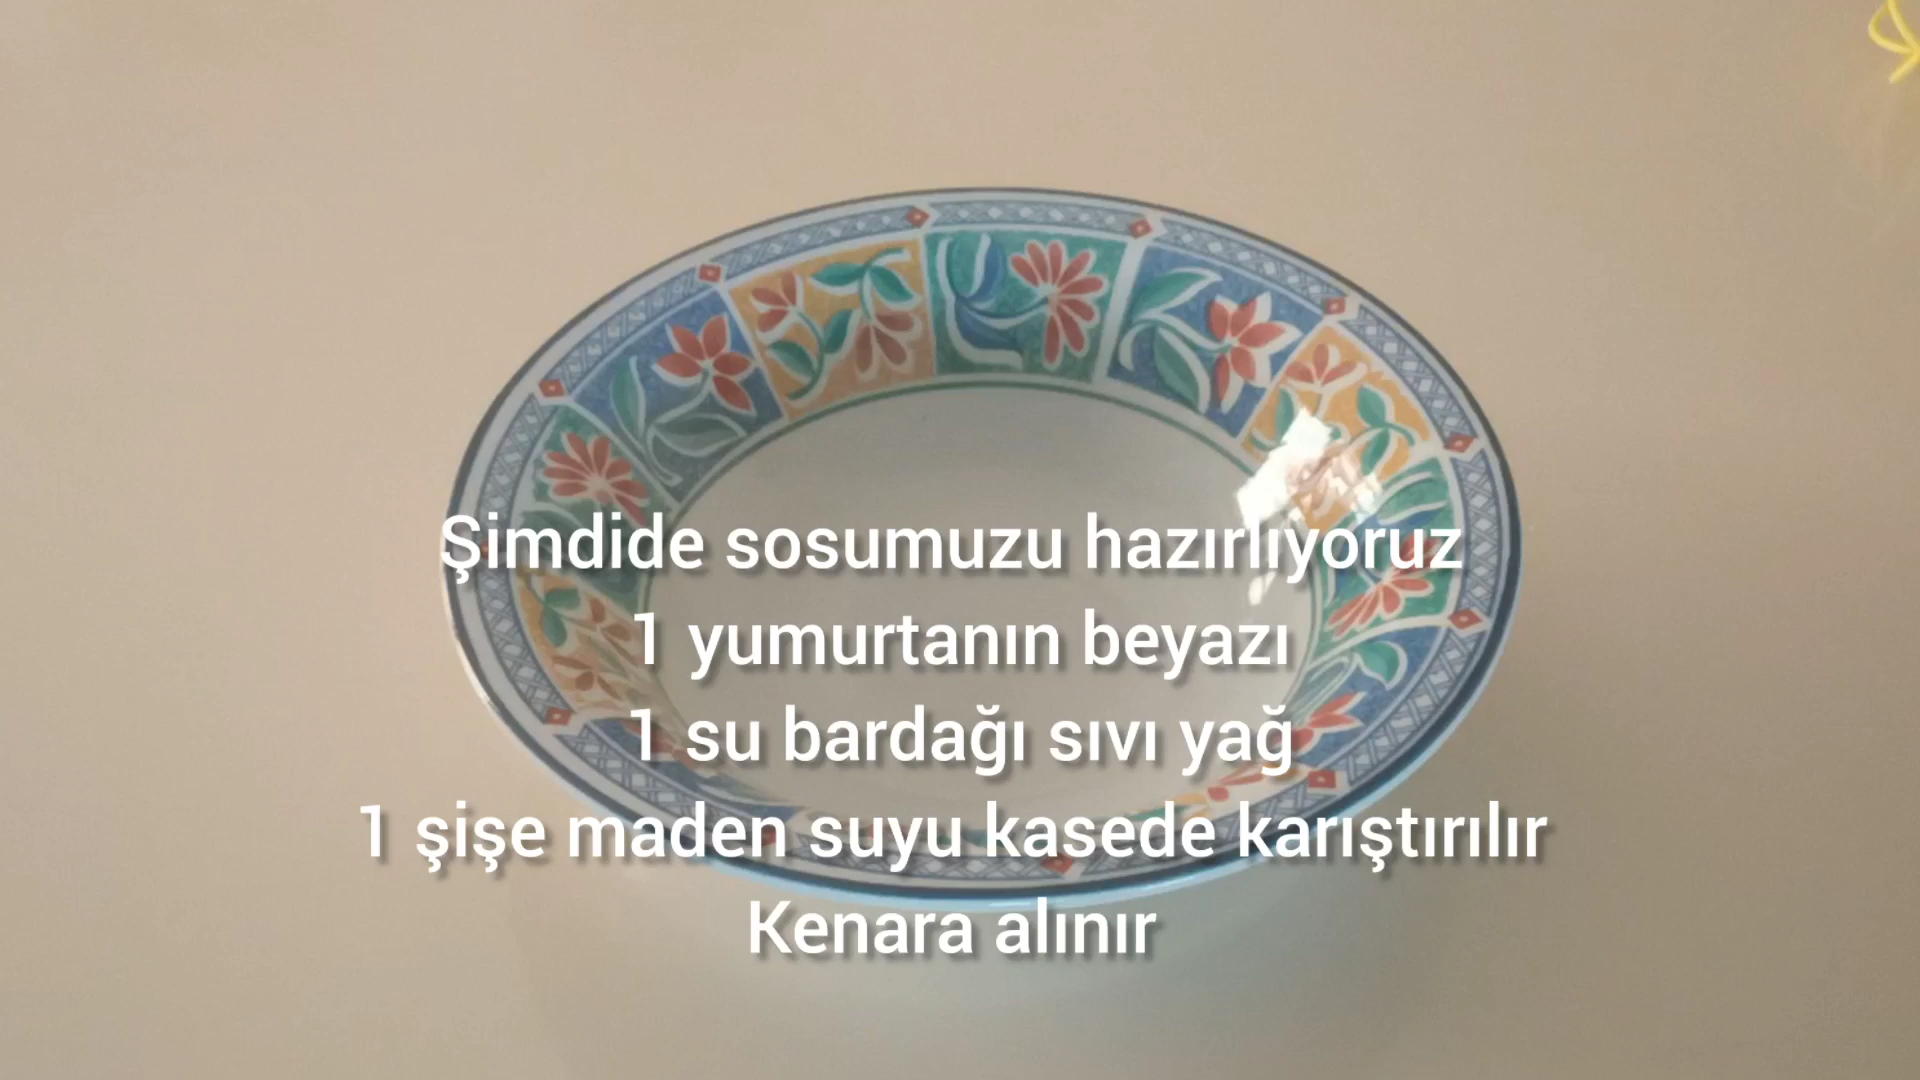 Şimdide sosumuzu hazırlıyoruz
1 yumurtanın beyazı
1 su bardağı sıvı yağ
1 şişe maden suyu kasede karıştırılır
Kenara alınır